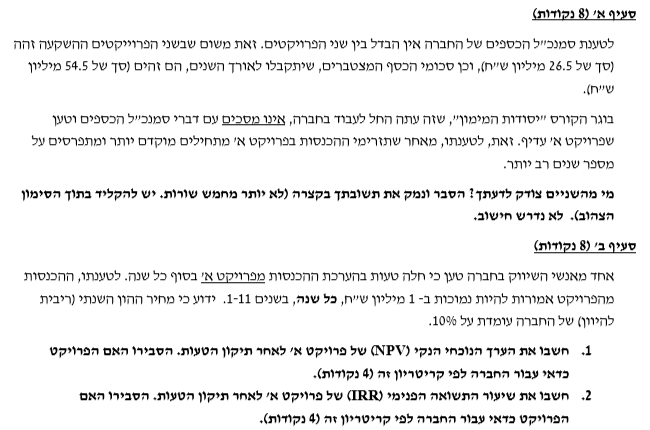 סעיף א' (8 נקודות)
לטענת סמנכ"ל הכספים של החברה אין הבדל בין שני הפרויקטים. זאת משום שבשני הפרוייקטים ההשקעה זהה
(סך של 26.5 מיליון ש"ח), וכן סכומי הכסף המצטברים, שיתקבלו לאורך השנים, הם זהים (סך של 54.5 מיליון
ש"ח).
בוגר הקורס "יסודות המימון", שזה עתה החל לעבוד בחברה, אינו מסכים עם דברי סמנכ"ל הכספים וטען
שפרויקט א' עדיף. זאת, לטענתו, מאחר שתזרימי ההכנסות בפרויקט א' מתחילים מוקדם יותר ומתפרסים על
מספר שנים רב יותר.
מי מהשניים צודק לדעתך? הסבר ונמק את תשובתך בקצרה (לא יותר מחמש שורות. יש להקליד בתוך הסימון
הצהוב). לא נדרש חישוב.
סעיף ב' (8 נקודות)
אחד מאנשי השיווק בחברה טען כי חלה טעות בהערכת ההכנסות מפרויקט א' בסוף כל שנה. לטענתו, ההכנסות
מהפרויקט אמורות להיות נמוכות ב- 1 מיליון ש"ח, כל שנה, בשנים 1-11. ידוע כי מחיר ההון השנתי (ריבית
להיוון) של החברה עומדת על 10%.
1. חשבו את הערך הנוכחי הנקי (NPV) של פרויקט א' לאחר תיקון הטעות. הסבירו האם הפרויקט
כדאי עבור החברה לפי קריטריון זה (4 נקודות).
2. חשבו את שיעור התשואה הפנימי (IRR) של פרויקט א' לאחר תיקון הטעות. הסבירו האם
הפרויקט כדאי עבור החברה לפי קריטריון זה (4 נקודות).